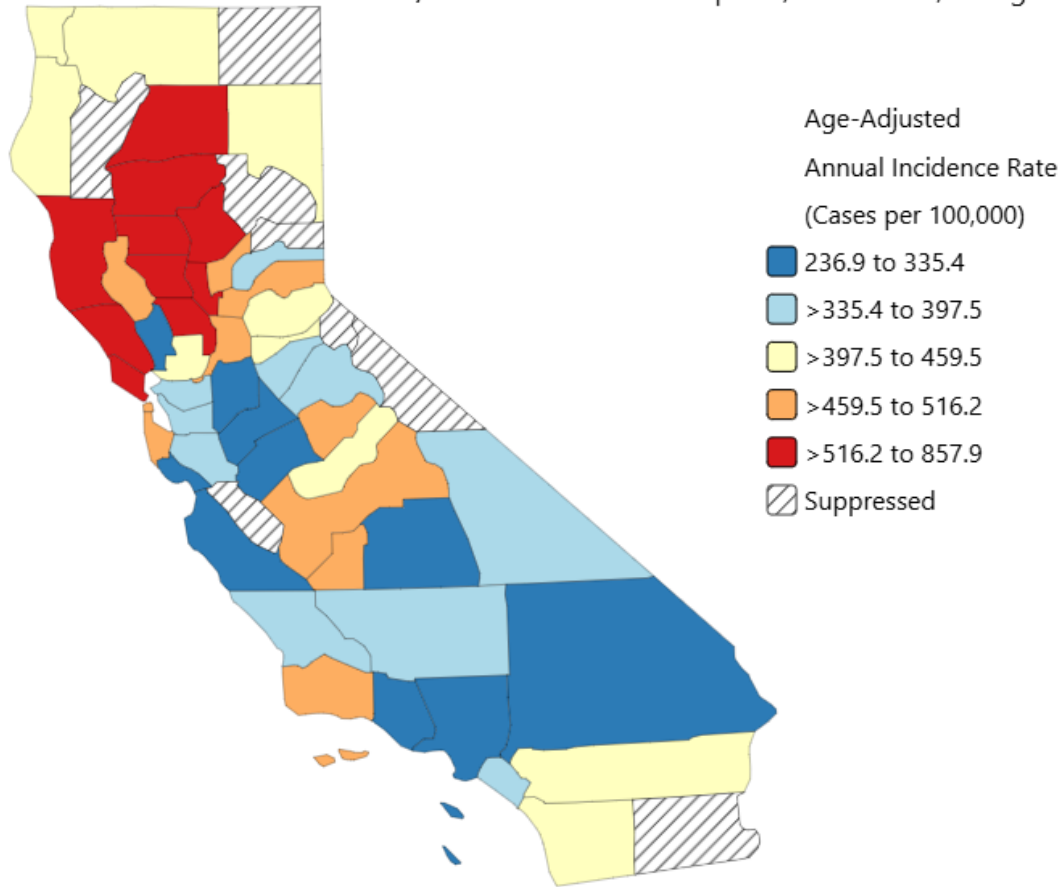 Age-Adjusted
Annual Incidence Rate
(Cases per 100,000)
236.9 to 335.4
>335.4 to 397.5
>397.5 to 459.5
>459.5 to 516.2
>516.2 to 857.9
Suppressed